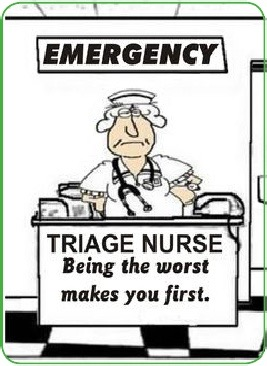 EMERGENCY
TRIAGE NURSE
Being the worst
makes you first.